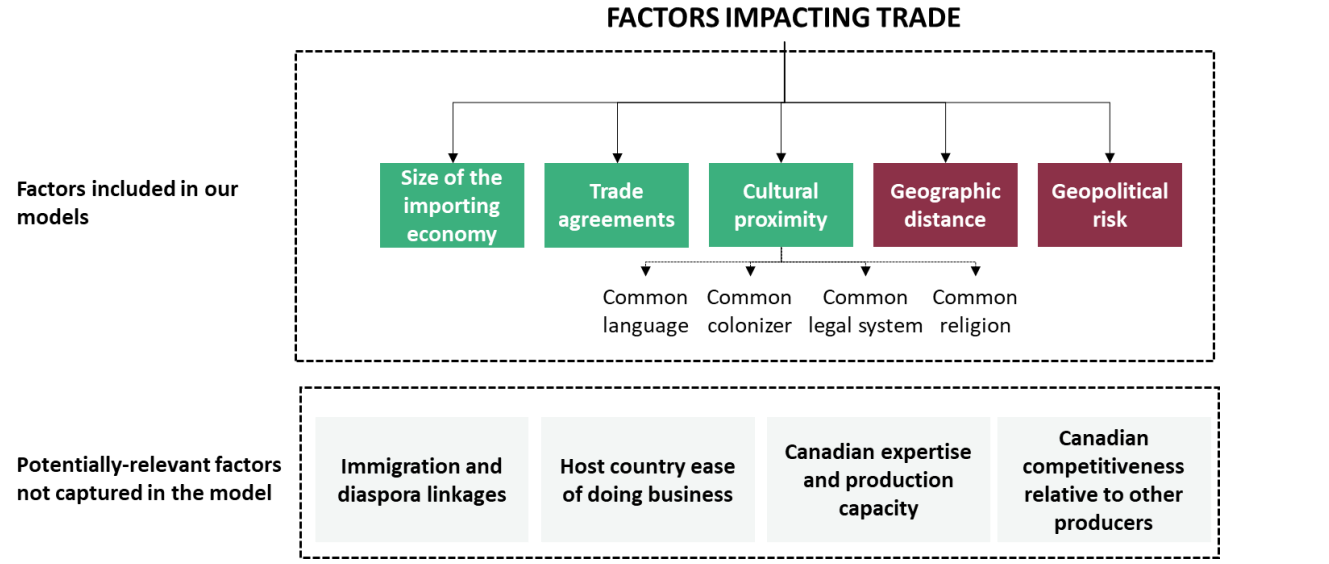 FACTORS IMPACTING TRADE
Factors included in our
models
Size of the
importing
economy
Trade
agreements
Cultural
proximity
Geographic
distance
Geopolitical
risk
Common
language
Common
colonizer
Common
legal system
Common
religion
Potentially-relevant factors
not captured in the model
Immigration and
diaspora linkages
Host country ease
of doing business
Canadian expertise
and production
capacity
Canadian
competitiveness
relative to other
producers